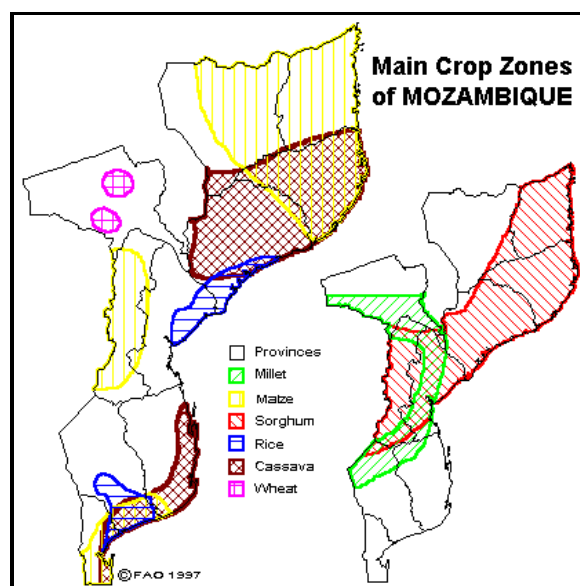 Main Crop Zones
of MOZAMBIQUE
Provinces
Millet
Maize
Sorghum
Rice
Cassava
Wheat
©FAO 1997